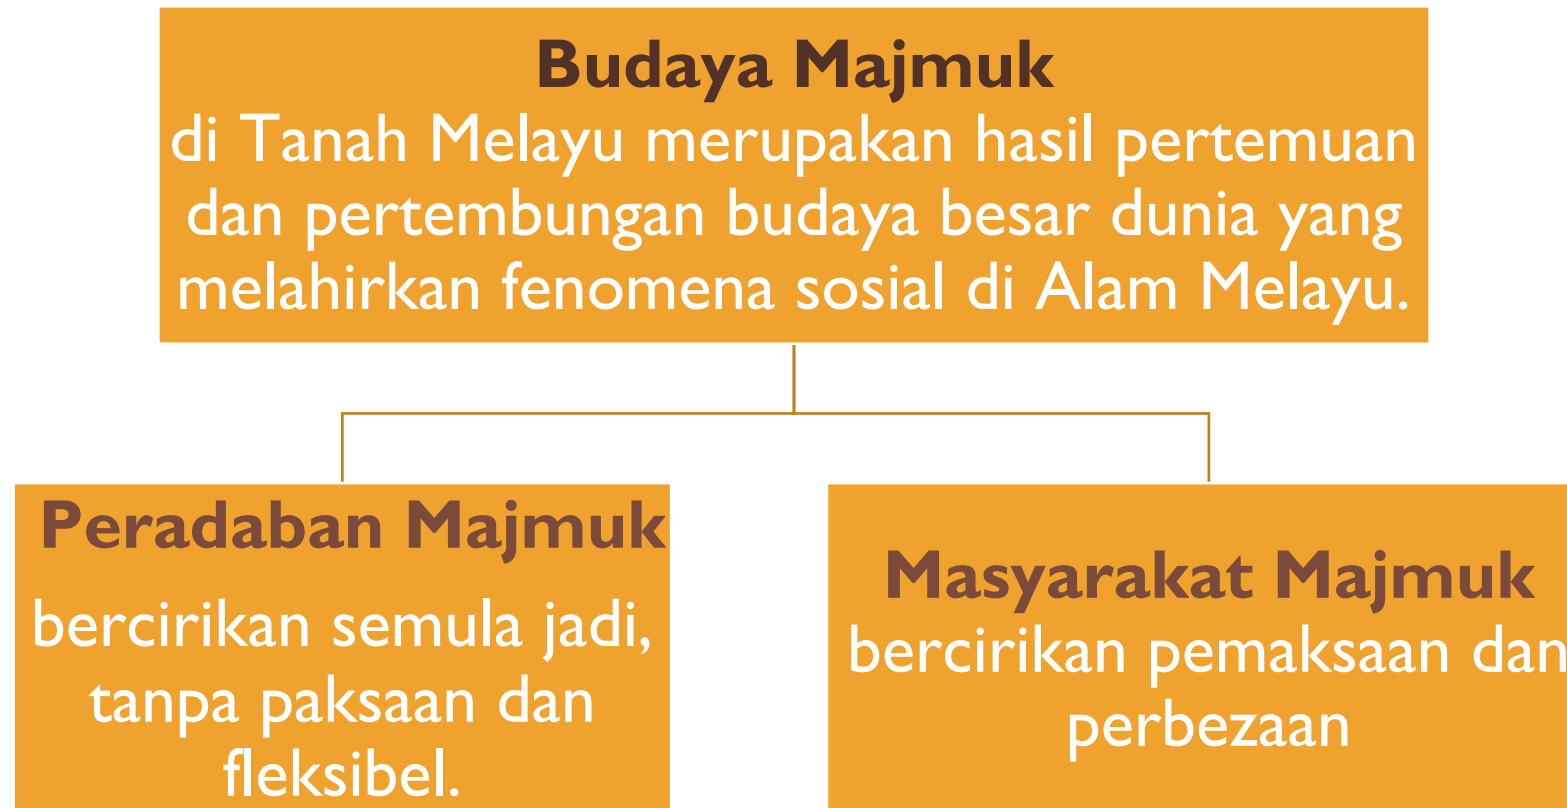 Budaya Majmuk
di Tanah Melayu merupakan hasil pertemuan
dan pertembungan budaya besar dunia yang
melahirkan fenomena sosial di Alam Melayu.
Peradaban Majmuk
bercirikan semula jadi,
tanpa paksaan dan
fleksibel.
Masyarakat Majmuk
bercirikan pemaksaan dan
perbezaan